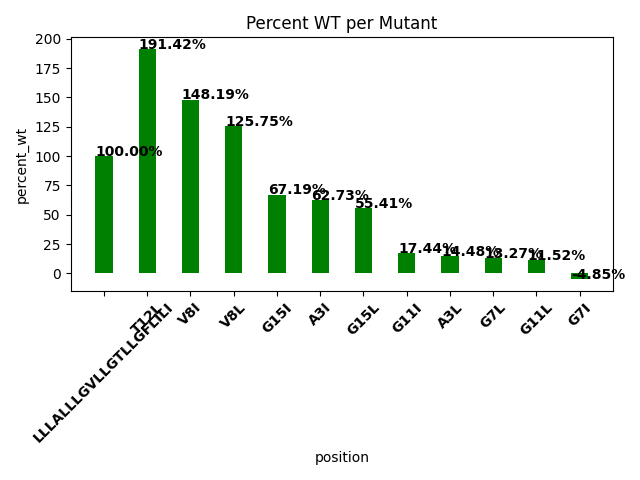 Percent WT per Mutant
percent_wt
200
175
150
125
100
75
50
25
0
100.00%
191.42%
148.19%
125.75%
67.19%
62.73%
55.41%
17.44%
14.48%
13.27%
11.52%
-4.85%
LLLALLLGVLLGTLLGFLILI
T12L
V8I
V8L
G15I
A3I
G15L
G11I
A3L
G7L
G11L
G7I
position